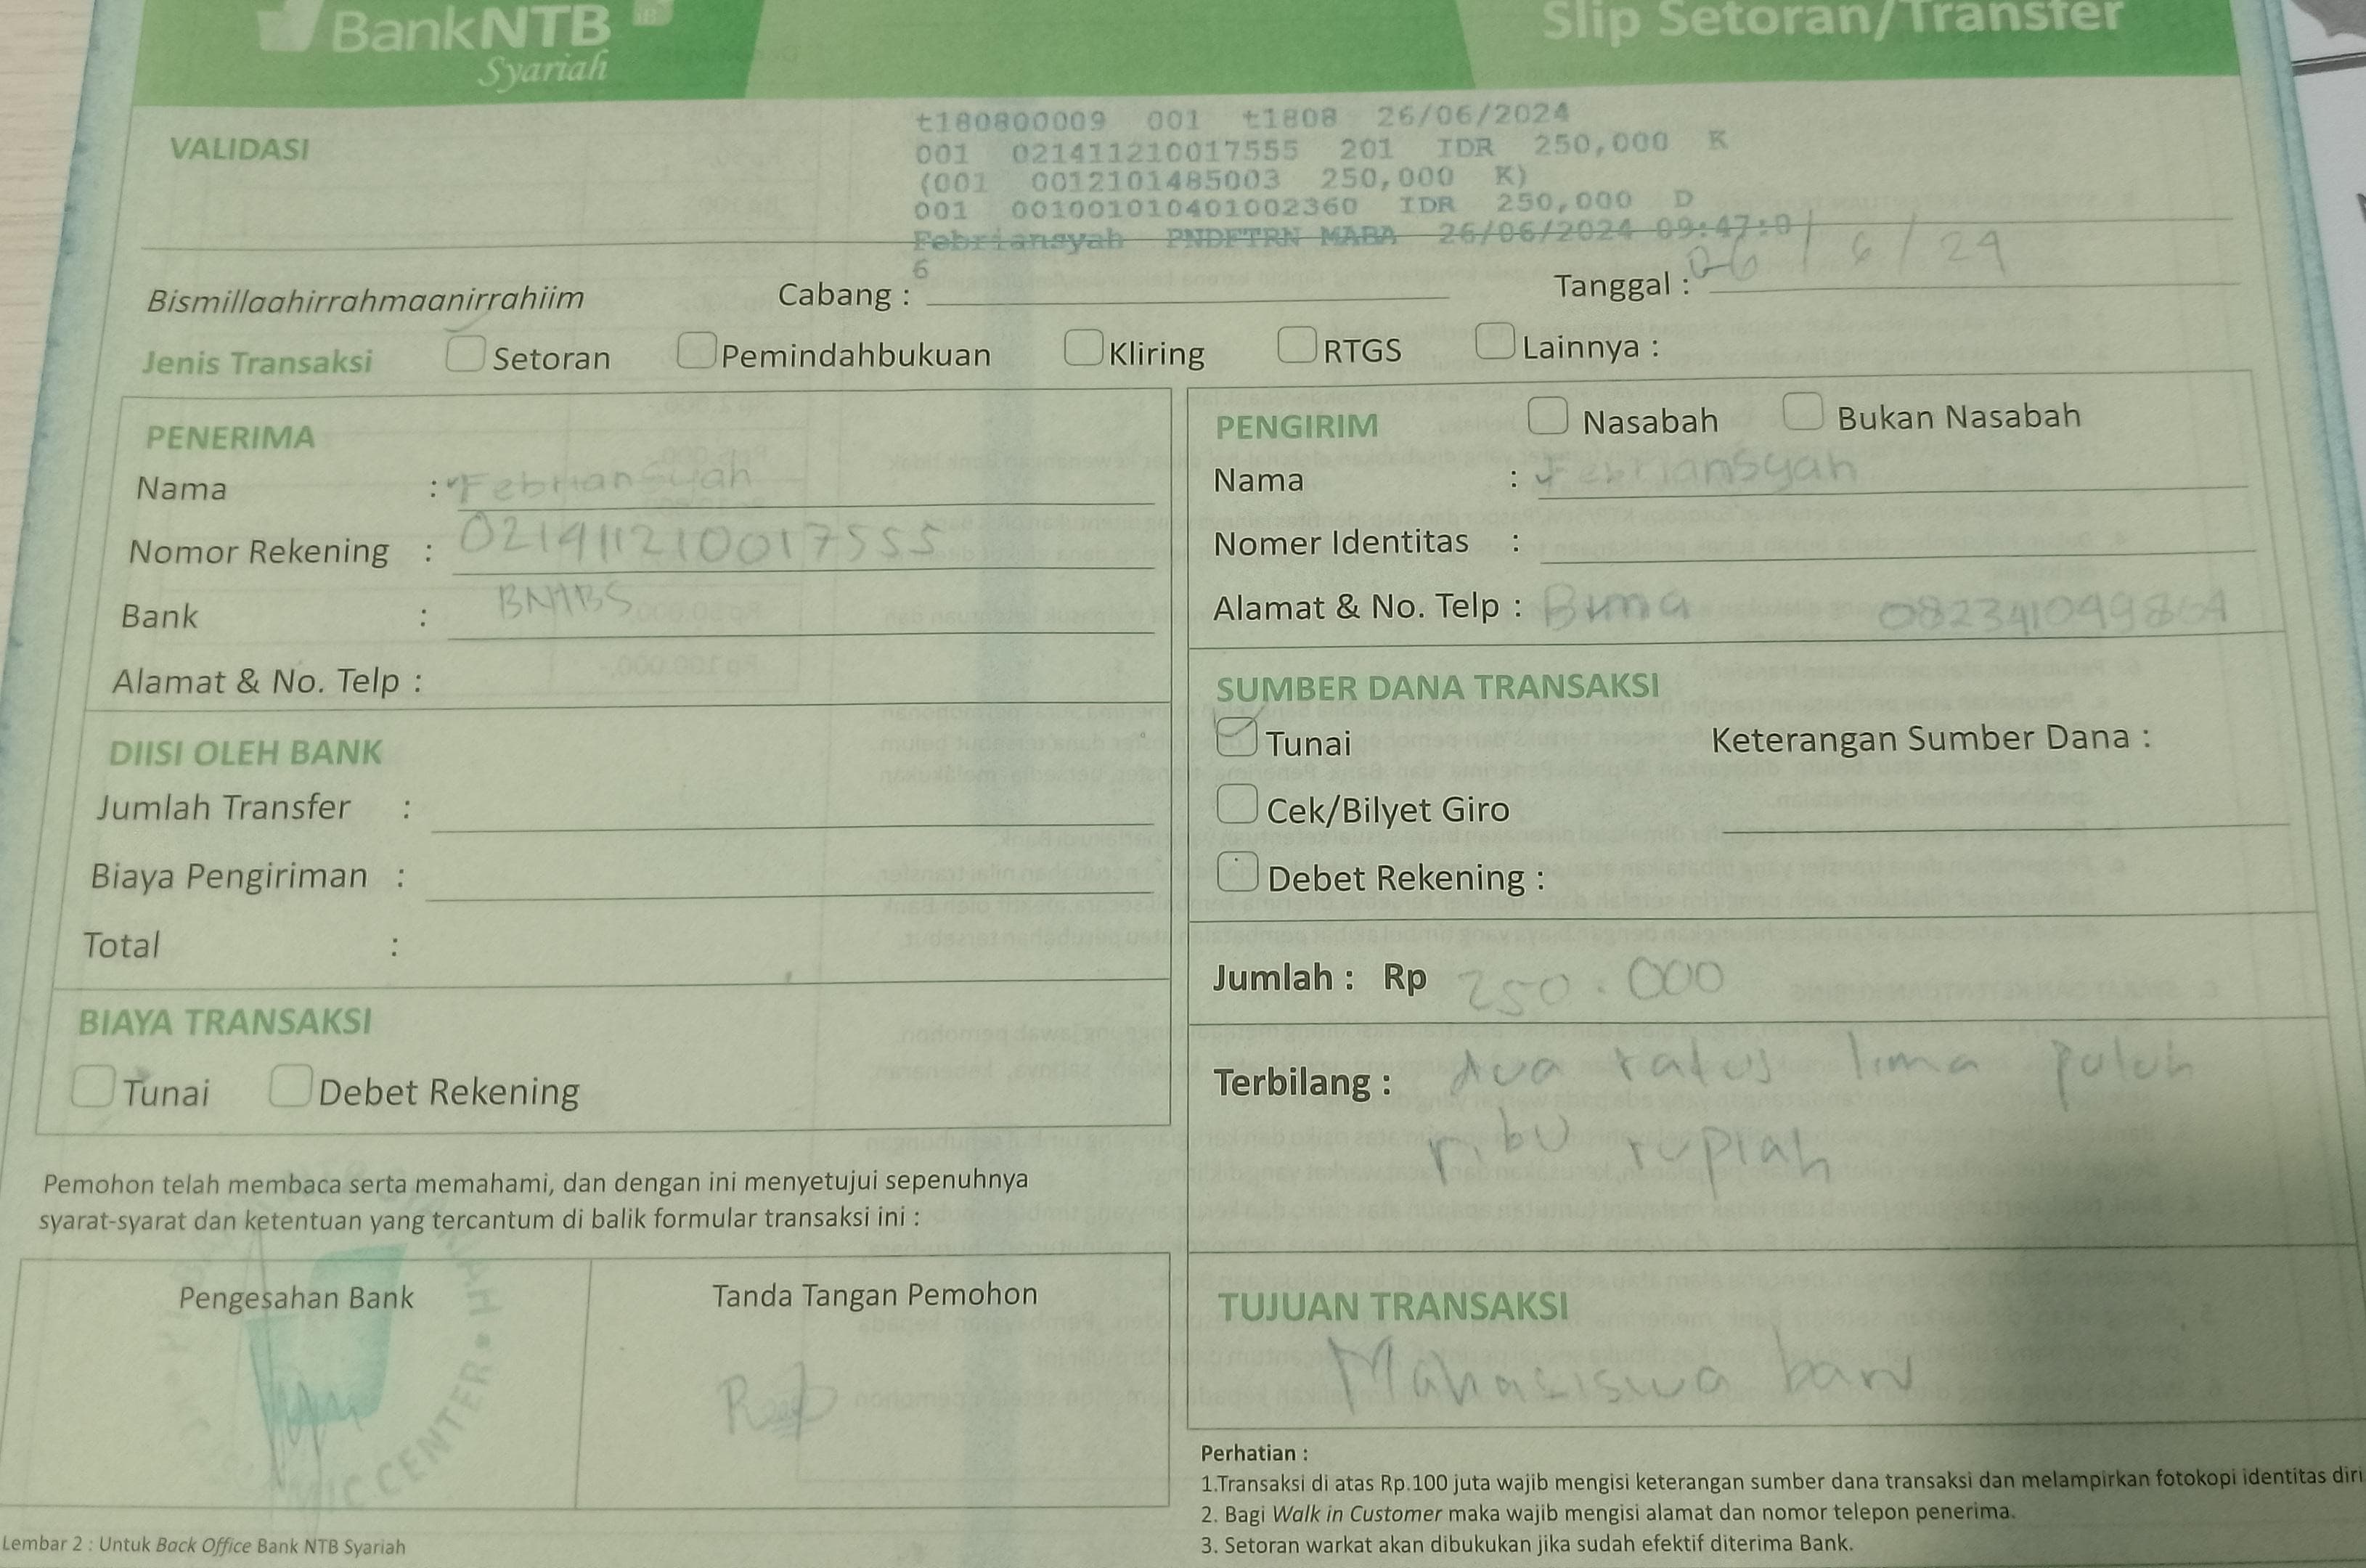 BankNTB
Syariah
Slip Setoran/Transfer
VALIDASI
t180800009 001 t1808 26/06/2024
001 021411210017555 201 IDR 250,000 K
(001 0012101485003 250,000 K)
001 001001010401002360 IDR 250,000 D
Febriansyah PNDFTRN MABA 26/06/2024 09:47:0
6
Bismillaahirrahmaanirrahiim
Cabang :
Tanggal : 26 / 6 / 24
Jenis Transaksi Setoran Pemindahbukuan Kliring RTGS Lainnya :
PENERIMA
Nama : Febriansyah
Nomor Rekening : 021411210017555
Bank : BNTBS
Alamat & No. Telp :
DIISI OLEH BANK
Jumlah Transfer :
Biaya Pengiriman :
Total :
BIAYA TRANSAKSI
Tunai Debet Rekening
PENGIRIM Nasabah Bukan Nasabah
Nama : Febriansyah
Nomer Identitas :
Alamat & No. Telp : Bima
SUMBER DANA TRANSAKSI
Tunai Keterangan Sumber Dana :
Cek/Bilyet Giro
Debet Rekening :
Jumlah : Rp 250.000
Terbilang : dua ratus lima puluh
ribu rupiah
Pemohon telah membaca serta memahami, dan dengan ini menyetujui sepenuhnya
syarat-syarat dan ketentuan yang tercantum di balik formular transaksi ini :
Pengesahan Bank
CENTER
Tanda Tangan Pemohon
TUJUAN TRANSAKSI
Mahasiswa baru
Perhatian :
1.Transaksi di atas Rp.100 juta wajib mengisi keterangan sumber dana transaksi dan melampirkan fotokopi identitas diri
2. Bagi Walk in Customer maka wajib mengisi alamat dan nomor telepon penerima.
3. Setoran warkat akan dibukukan jika sudah efektif diterima Bank.
Lembar 2 : Untuk Back Office Bank NTB Syariah